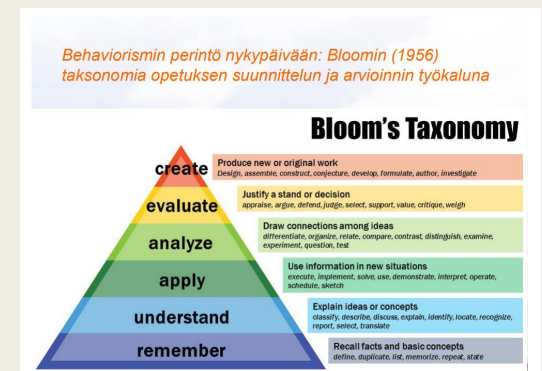 Behaviorismin perintö nykypäivään: Bloomin (1956)
taksonomia opetuksen suunnittelun ja arvioinnin työkaluna
Bloom's Taxonomy
create
Produce new or original work
Design, assemble, construct, conjecture, develop, formulate, author, investigate
evaluate
Justify a stand or decision
appraise, argue, defend, judge, select, support, value, critique, weigh
analyze
Draw connections among ideas
differentiate, organize, relate, compare, contrast, distinguish, examine,
experiment, question, test
apply
Use information in new situations
execute, implement, solve, use, demonstrate, interpret, operate,
schedule, sketch
understand
Explain ideas or concepts
classify, describe, discuss, explain, identify, locate, recognize,
report, select, translate
remember
Recall facts and basic concepts
define, duplicate, list, memorize, repeat, state